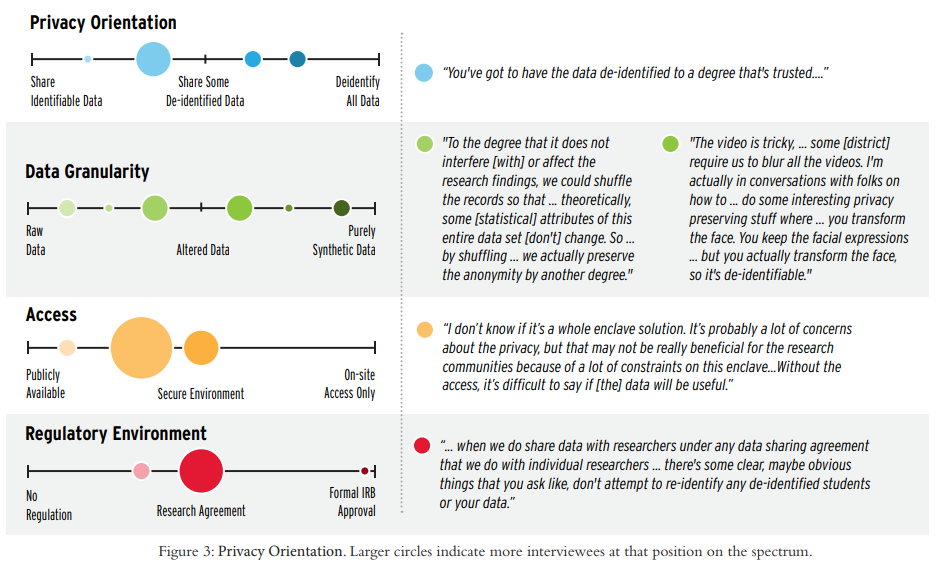 Privacy Orientation
Share
Identifiable Data
Share Some
De-identified Data
Deidentify
All Data
“You've got to have the data de-identified to a degree that's trusted....”
Data Granularity
Raw
Data
Altered Data
Purely
Synthetic Data
"To the degree that it does not
interfere [with] or affect the
research findings, we could shuffle
the records so that ... theoretically,
some [statistical] attributes of this
entire data set [don't] change. So ...
by shuffling ... we actually preserve
the anonymity by another degree."
"The video is tricky, ... some [district]
require us to blur all the videos. I'm
actually in conversations with folks on
how to ... do some interesting privacy
preserving stuff where ... you transform
the face. You keep the facial expressions
... but you actually transform the face,
so it's de-identifiable."
Access
Publicly
Available
Secure Environment
On-site
Access Only
“I don’t know if it’s a whole enclave solution. It’s probably a lot of concerns
about the privacy, but that may not be really beneficial for the research
communities because of a lot of constraints on this enclave...Without the
access, it’s difficult to say if [the] data will be useful.”
Regulatory Environment
No
Regulation
Research Agreement
Formal IRB
Approval
“... when we do share data with researchers under any data sharing agreement
that we do with individual researchers ... there's some clear, maybe obvious
things that you ask like, don't attempt to re-identify any de-identified students
or your data.”
Figure 3: Privacy Orientation. Larger circles indicate more interviewees at that position on the spectrum.